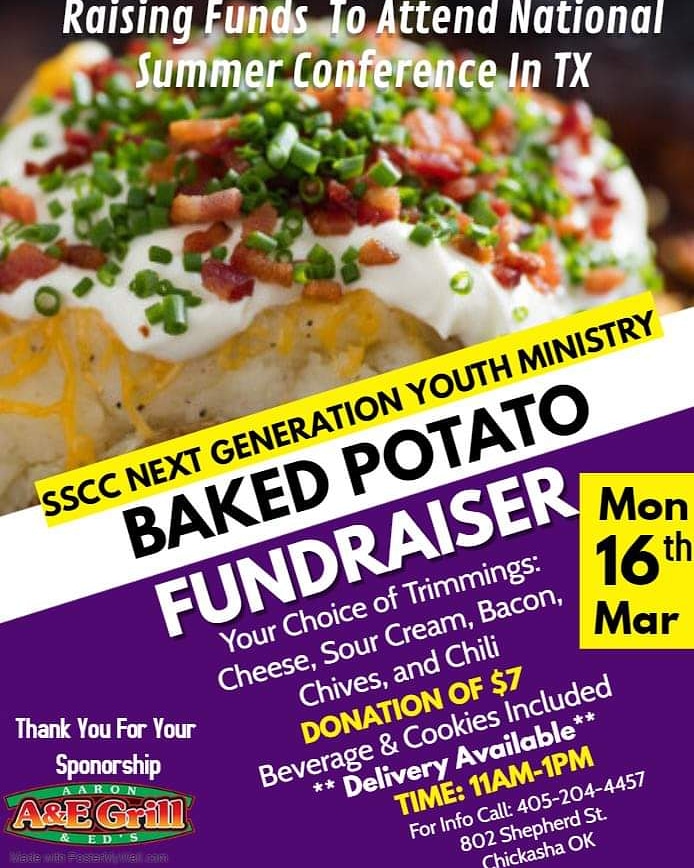 Raising Funds To Attend National
Summer Conference In TX
SSCC NEXT GENERATION YOUTH MINISTRY
BAKED POTATO
FUNDRAISER
Mon
16th
Mar
Your Choice of Trimmings:
Cheese, Sour Cream, Bacon,
Chives, and Chili
DONATION OF $7
Beverage & Cookies Included
** Delivery Available**
TIME: 11AM-1PM
For Info Call: 405-204-4457
802 Shepherd St.
Chickasha OK
Thank You For Your
Sponorship
AARON
A&E Grill
& ED'S
Made with PosterMyWall.com